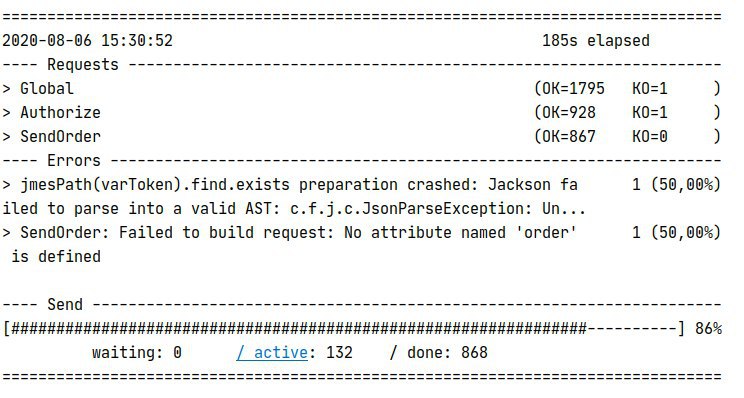 ================================================================================
2020-08-06 15:30:52                                         185s elapsed
---- Requests ------------------------------------------------------------------
> Global                                                   (OK=1795   KO=1     )
> Authorize                                                (OK=928    KO=1     )
> SendOrder                                                (OK=867    KO=0     )
---- Errors --------------------------------------------------------------------
> jmesPath(varToken).find.exists preparation crashed: Jackson fa      1 (50,00%)
iled to parse into a valid AST: c.f.j.c.JsonParseException: Un...
> SendOrder: Failed to build request: No attribute named 'order'      1 (50,00%)
 is defined
---- Send ----------------------------------------------------------------------
[################################################################----------] 86%
          waiting: 0      / active: 132    / done: 868
================================================================================